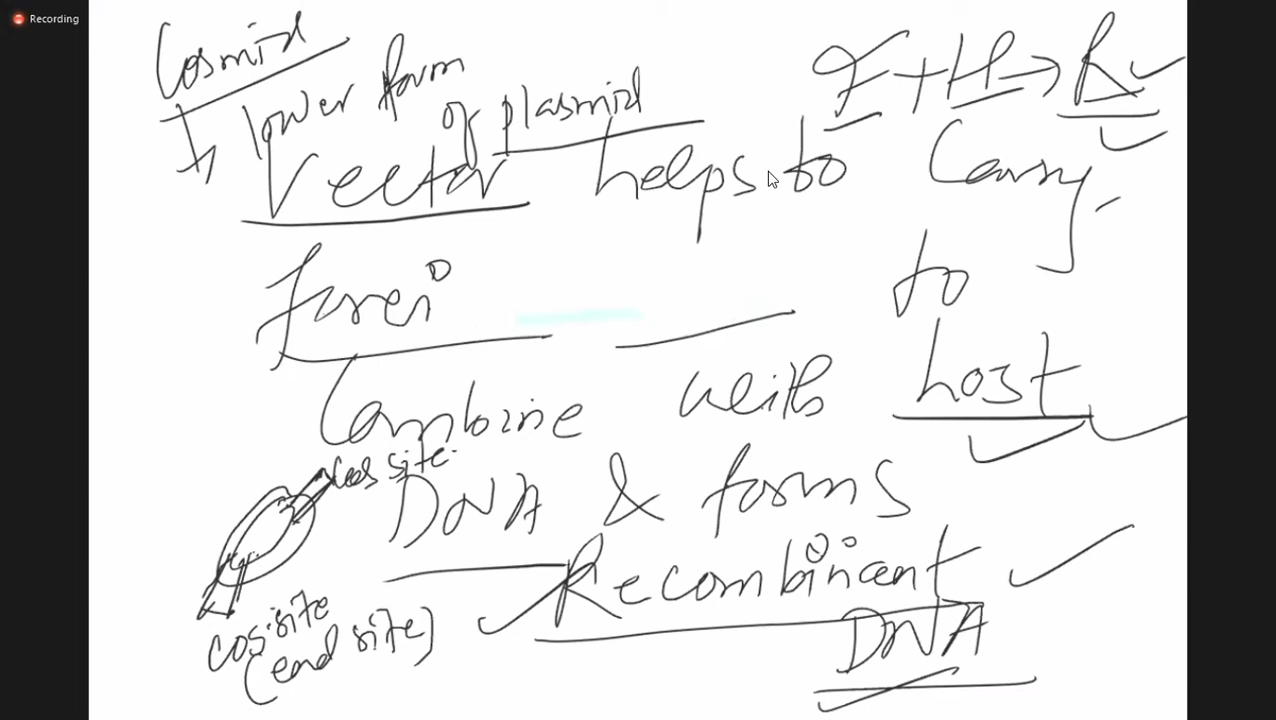 Recording
Cosmid
lower form
of plasmid
F + H → R
Vector helps to carry
forei
to
combine with host
cos site
DNA & forms
Recombinant
DNA
cos·site
(end site)